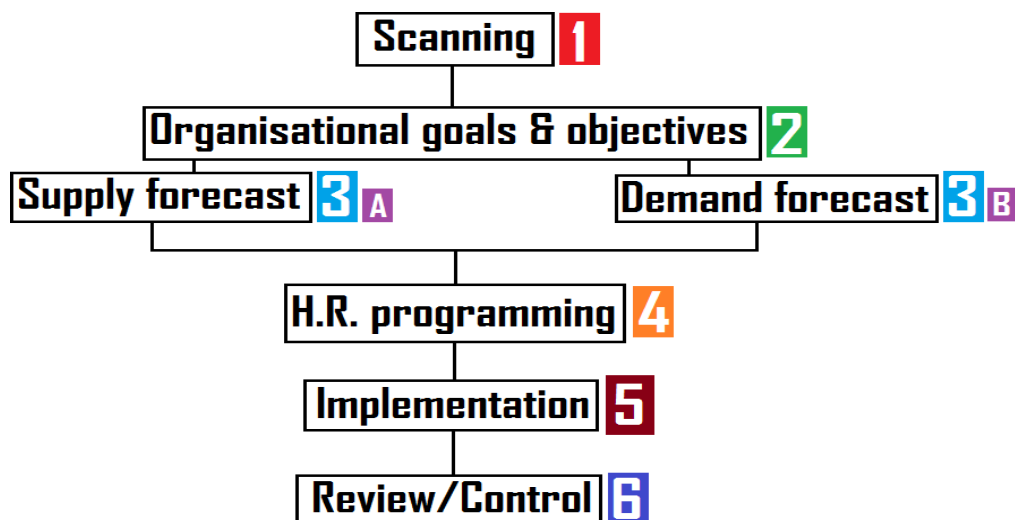 Scanning 1
Organisational goals & objectives 2
Supply forecast 3 A
Demand forecast 3 B
H.R. programming 4
Implementation 5
Review/Control 6